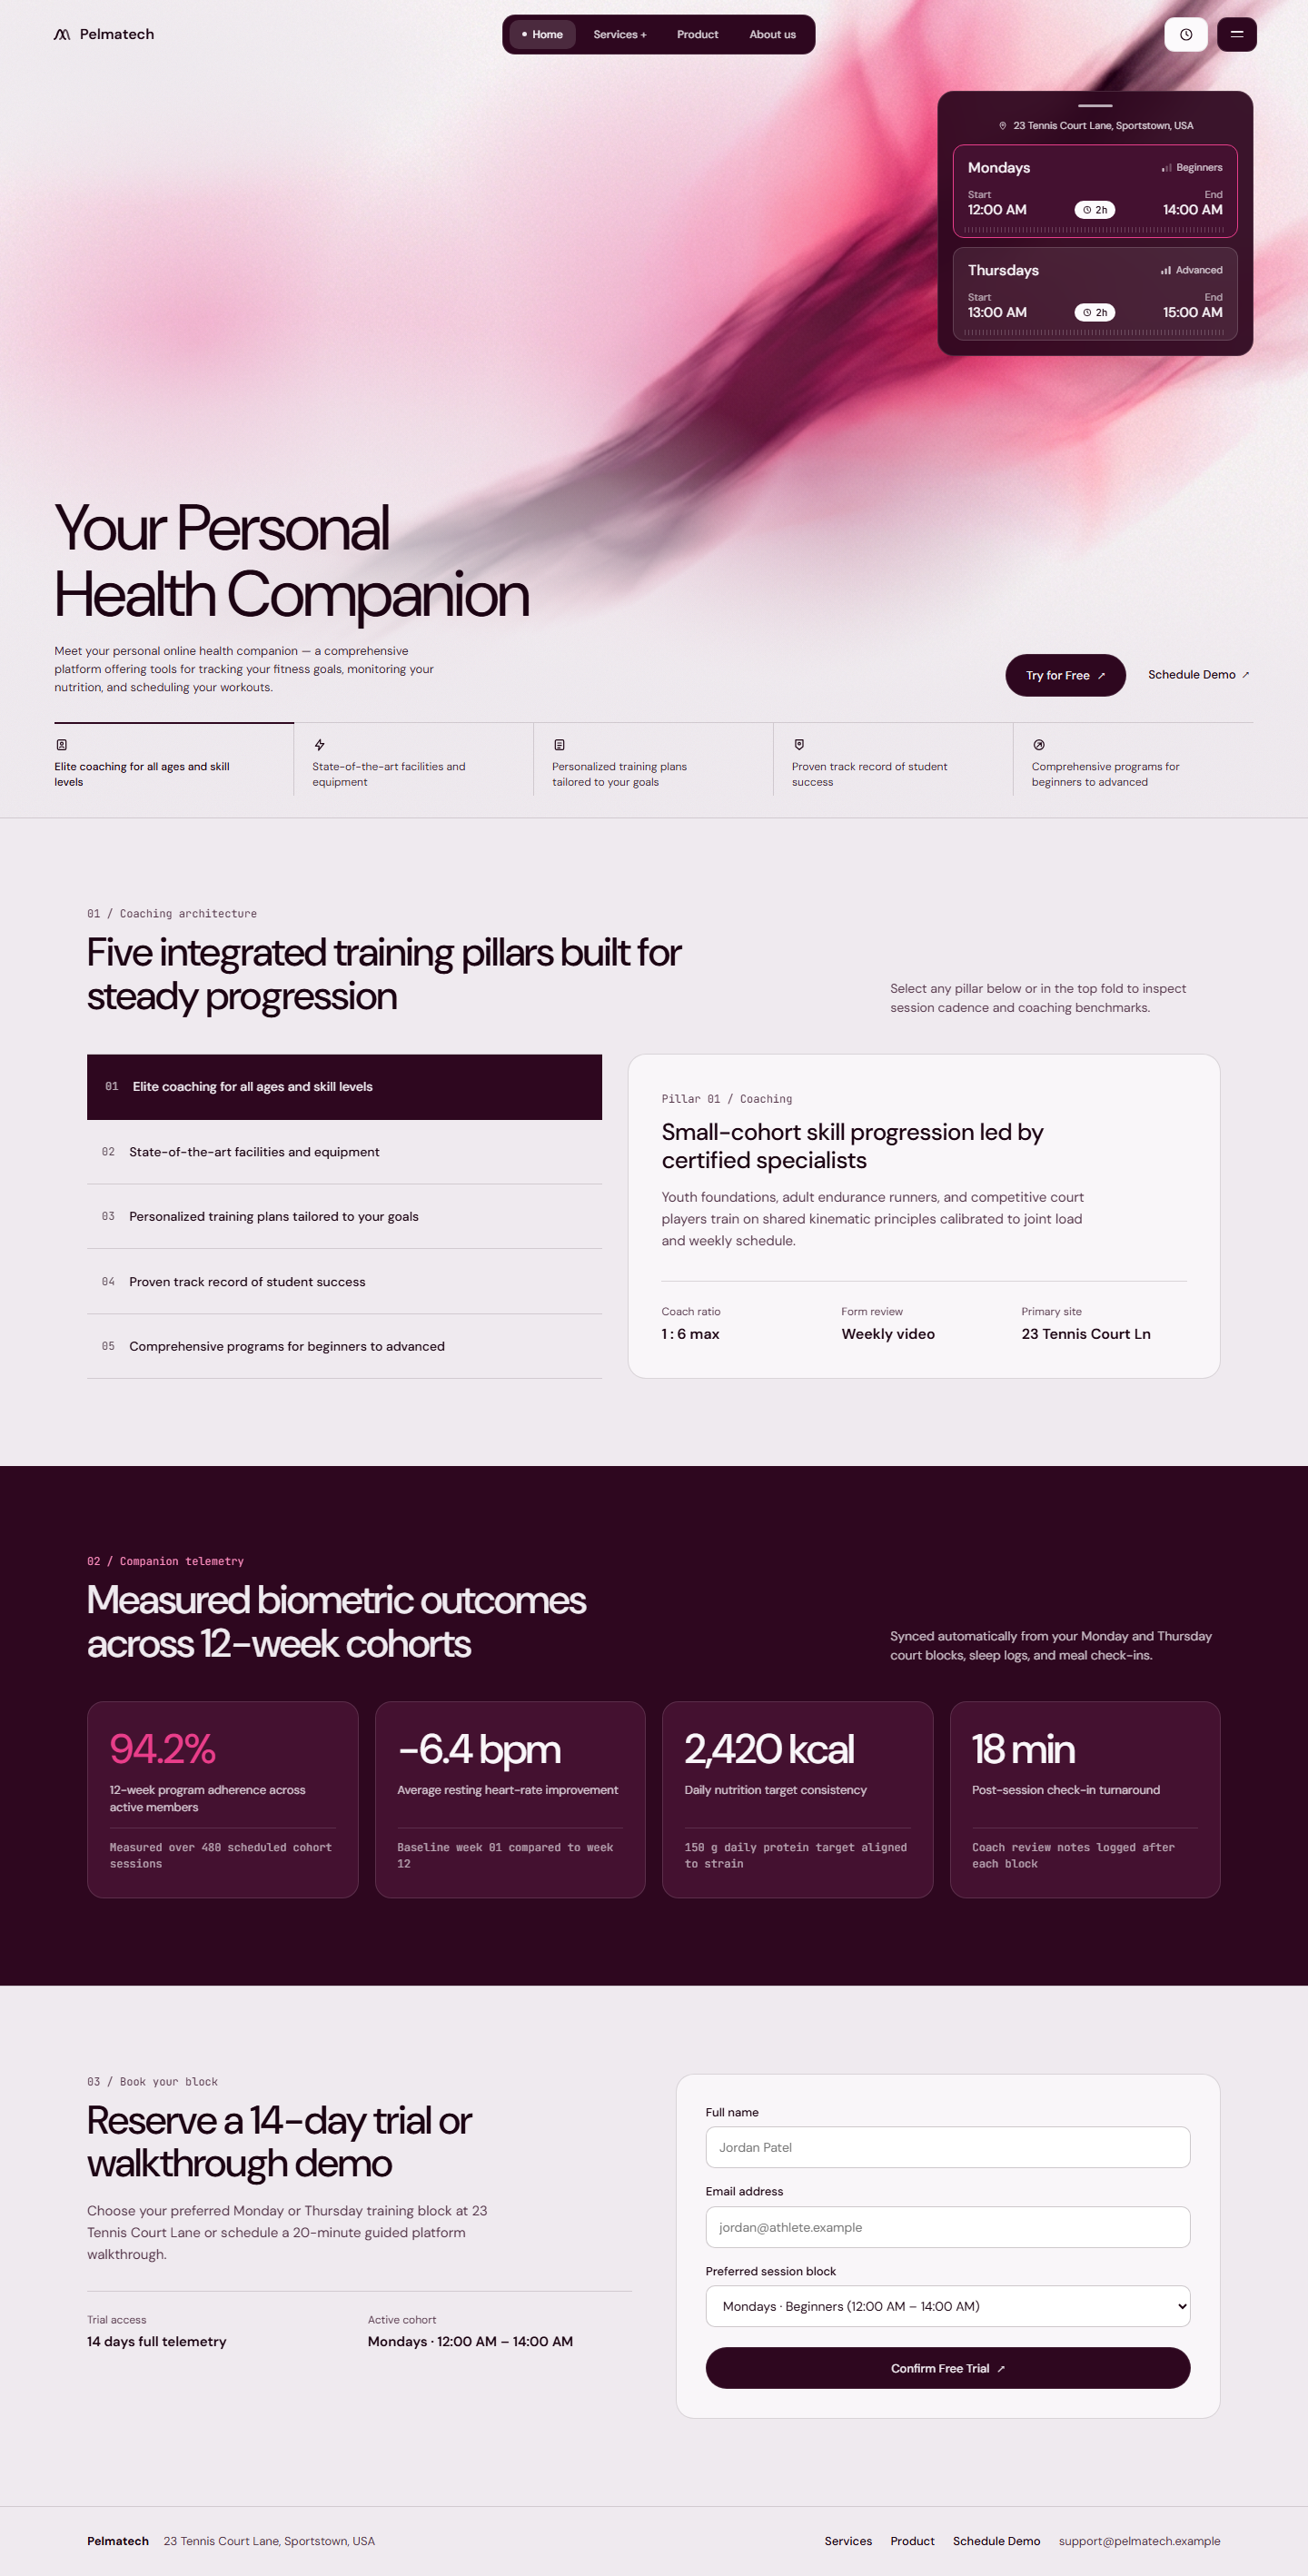 Pelmatech
Home
Services +
Product
About us
23 Tennis Court Lane, Sportstown, USA
Mondays
Beginners
Start
End
12:00 AM
2h
14:00 AM
Thursdays
Advanced
Start
End
13:00 AM
2h
15:00 AM
Your Personal
Health Companion
Meet your personal online health companion — a comprehensive
platform offering tools for tracking your fitness goals, monitoring your
nutrition, and scheduling your workouts.
Try for Free ↗
Schedule Demo ↗
Elite coaching for all ages and skill
levels
State-of-the-art facilities and
equipment
Personalized training plans
tailored to your goals
Proven track record of student
success
Comprehensive programs for
beginners to advanced
01 / Coaching architecture
Five integrated training pillars built for
steady progression
Select any pillar below or in the top fold to inspect
session cadence and coaching benchmarks.
01 Elite coaching for all ages and skill levels
02 State-of-the-art facilities and equipment
03 Personalized training plans tailored to your goals
04 Proven track record of student success
05 Comprehensive programs for beginners to advanced
Pillar 01 / Coaching
Small-cohort skill progression led by
certified specialists
Youth foundations, adult endurance runners, and competitive court
players train on shared kinematic principles calibrated to joint load
and weekly schedule.
Coach ratio
1 : 6 max
Form review
Weekly video
Primary site
23 Tennis Court Ln
02 / Companion telemetry
Measured biometric outcomes
across 12-week cohorts
Synced automatically from your Monday and Thursday
court blocks, sleep logs, and meal check-ins.
94.2%
12-week program adherence across
active members
Measured over 480 scheduled cohort
sessions
-6.4 bpm
Average resting heart-rate improvement
Baseline week 01 compared to week
12
2,420 kcal
Daily nutrition target consistency
150 g daily protein target aligned
to strain
18 min
Post-session check-in turnaround
Coach review notes logged after
each block
03 / Book your block
Reserve a 14-day trial or
walkthrough demo
Choose your preferred Monday or Thursday training block at 23
Tennis Court Lane or schedule a 20-minute guided platform
walkthrough.
Trial access
14 days full telemetry
Active cohort
Mondays · 12:00 AM – 14:00 AM
Full name
Jordan Patel
Email address
jordan@athlete.example
Preferred session block
Mondays · Beginners (12:00 AM – 14:00 AM)
Confirm Free Trial ↗
Pelmatech
23 Tennis Court Lane, Sportstown, USA
Services
Product
Schedule Demo
support@pelmatech.example